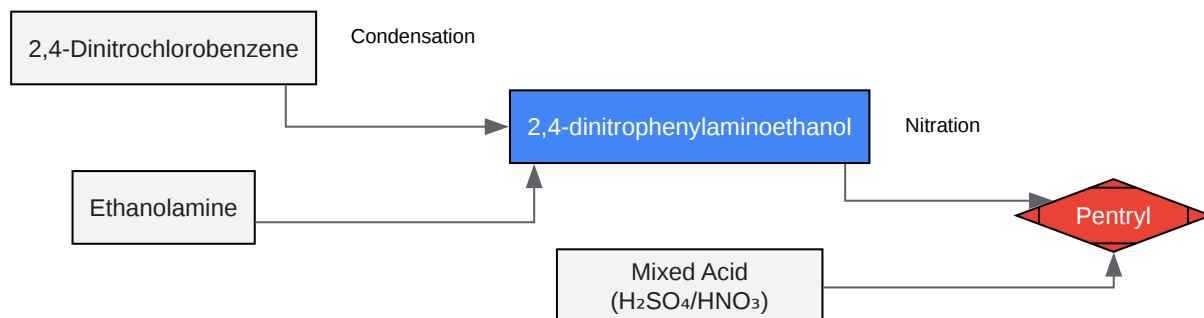 2,4-Dinitrochlorobenzene
Condensation
2,4-dinitrophenylaminoethanol
Nitration
Ethanolamine
Pentryl
Mixed Acid
(H₂SO₄/HNO₃)